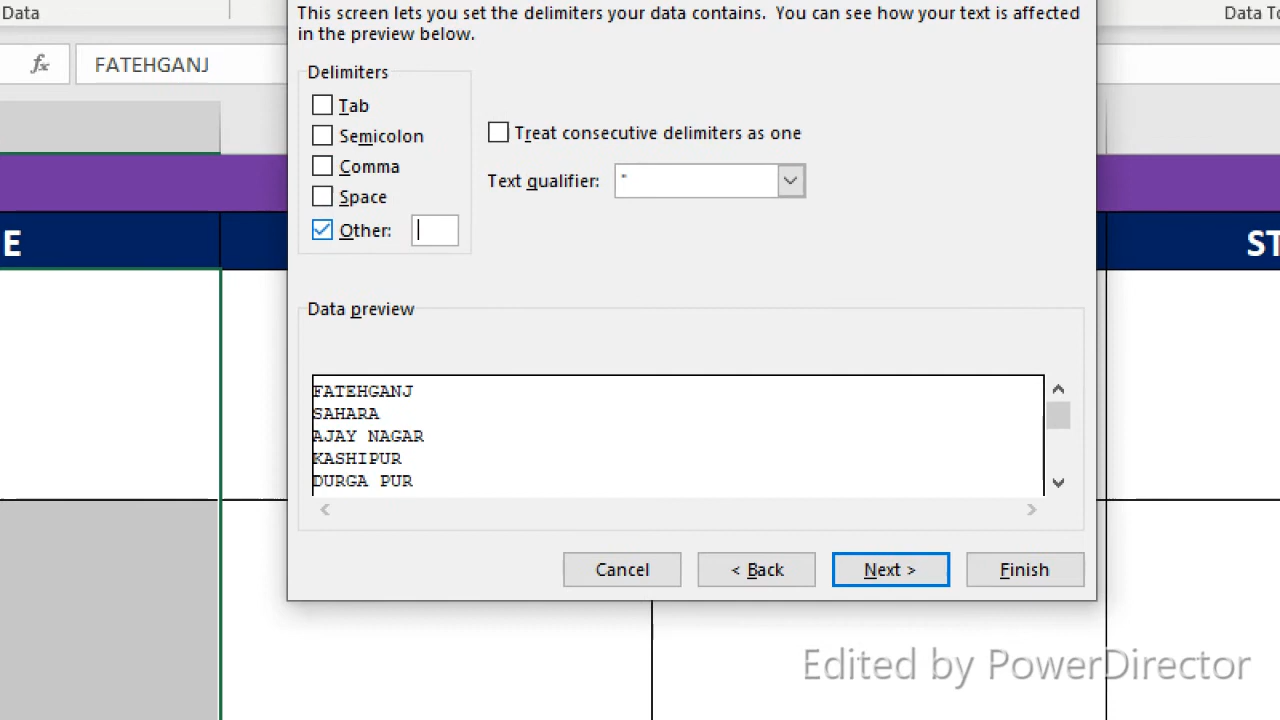 Data
Data To
fx
FATEHGANJ
E
ST
This screen lets you set the delimiters your data contains. You can see how your text is affected
in the preview below.
Delimiters
Tab
Semicolon
Comma
Space
Other:
Treat consecutive delimiters as one
Text qualifier: "
Data preview
FATEHGANJ
SAHARA
AJAY NAGAR
KASHIPUR
DURGA PUR
Cancel
< Back
Next >
Finish
Edited by PowerDirector